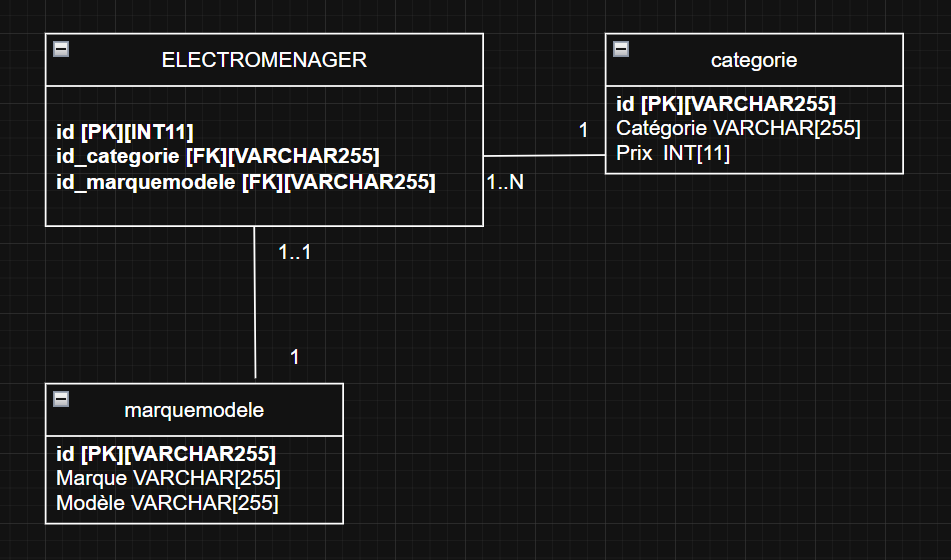 ELECTROMENAGER
id [PK][INT11]
id_categorie [FK][VARCHAR255]
id_marquemodele [FK][VARCHAR255]
1
1..N
categorie
id [PK][VARCHAR255]
Catégorie VARCHAR[255]
Prix  INT[11]
1..1
1
marquemodele
id [PK][VARCHAR255]
Marque VARCHAR[255]
Modèle VARCHAR[255]